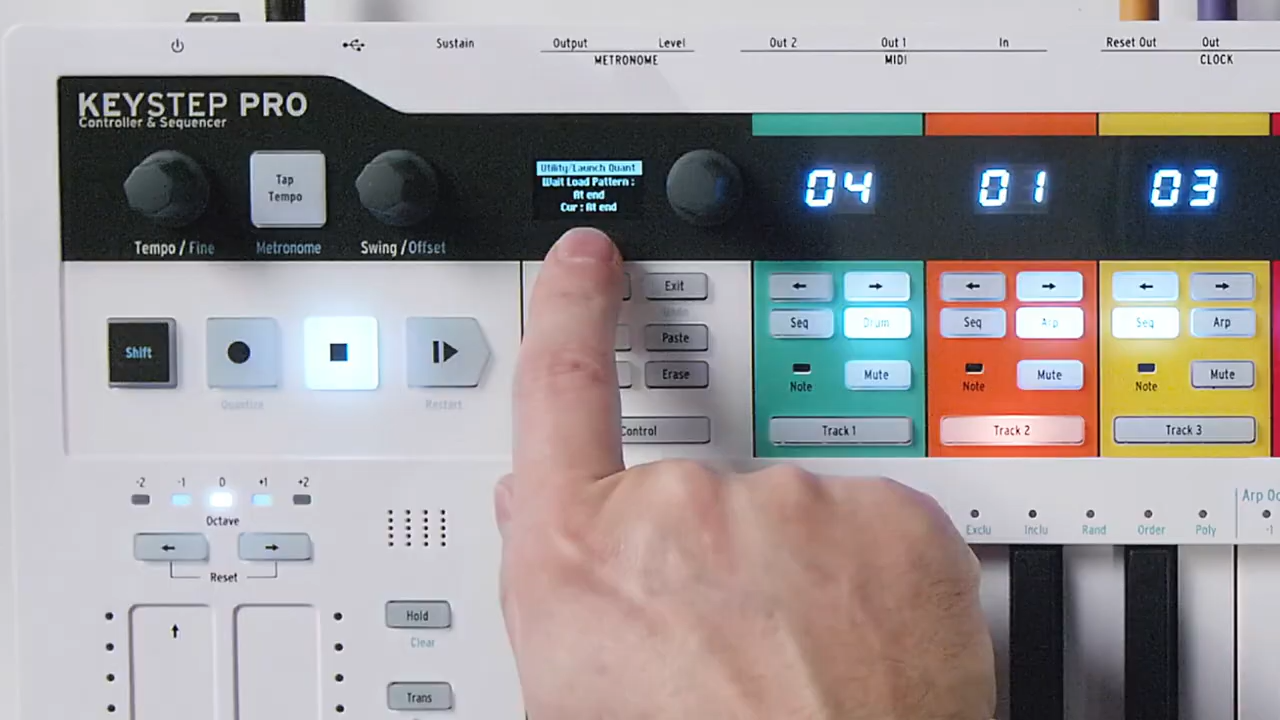 Sustain
Output Level
METRONOME
Out 2 Out 1 In
MIDI
Reset Out Out
CLOCK
KEYSTEP PRO
Controller & Sequencer
Tap
Tempo
Tempo / Fine
Metronome
Swing / Offset
Utility/Launch Quant
Wait Load Pattern :
At end
Cur : At end
04
01
03
Exit
Undo
Paste
Erase
Control
Shift
Quantize
Restart
Seq Drum
Note Mute
Track 1
Seq Arp
Note Mute
Track 2
Seq Arp
Note Mute
Track 3
-2 -1 0 +1 +2
Octave
Reset
Hold
Clear
Trans
Exclu Inclu Rand Order Poly
Arp Oc
-1